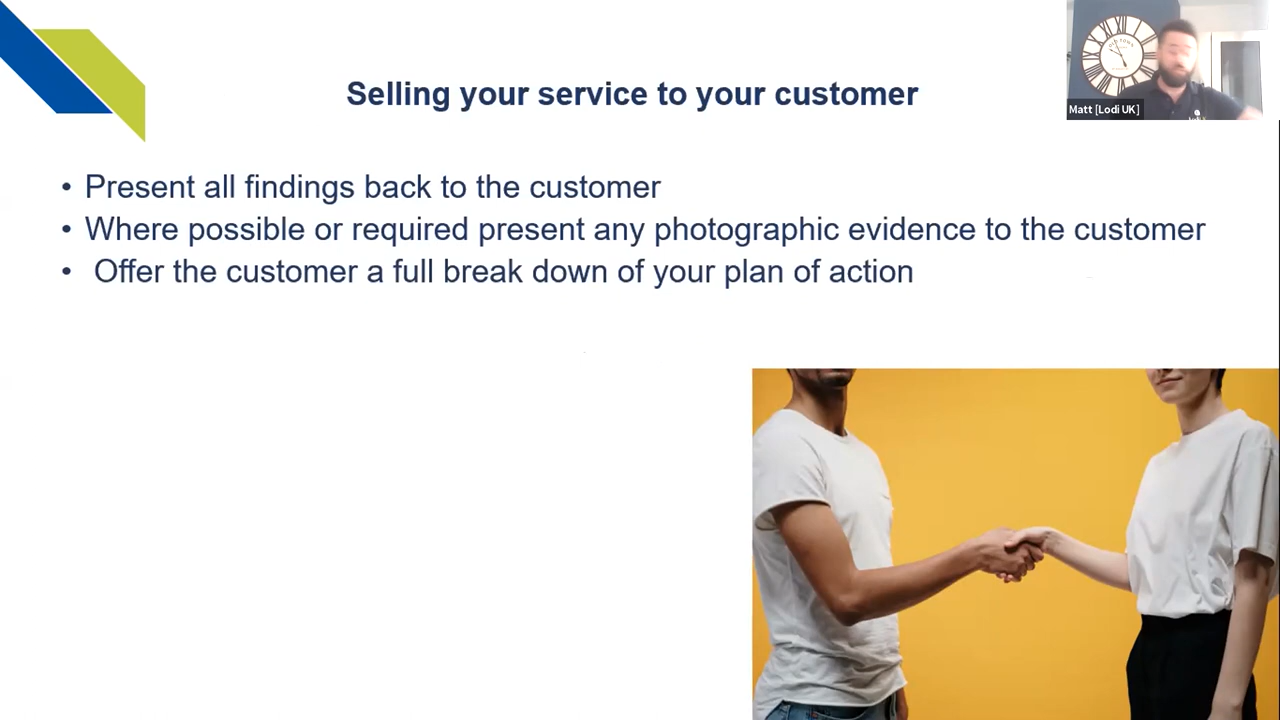 Selling your service to your customer
Matt [Lodi UK]
• Present all findings back to the customer
• Where possible or required present any photographic evidence to the customer
• Offer the customer a full break down of your plan of action